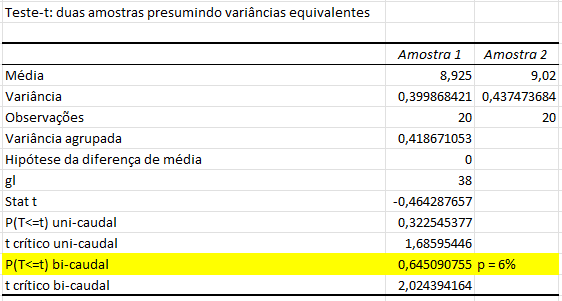 Teste-t: duas amostras presumindo variâncias equivalentes
Amostra 1 Amostra 2
Média 8,925 9,02
Variância 0,399868421 0,437473684
Observações 20 20
Variância agrupada 0,418671053
Hipótese da diferença de média 0
gl 38
Stat t -0,464287657
P(T<=t) uni-caudal 0,322545377
t crítico uni-caudal 1,68595446
P(T<=t) bi-caudal 0,645090755 p = 6%
t crítico bi-caudal 2,024394164